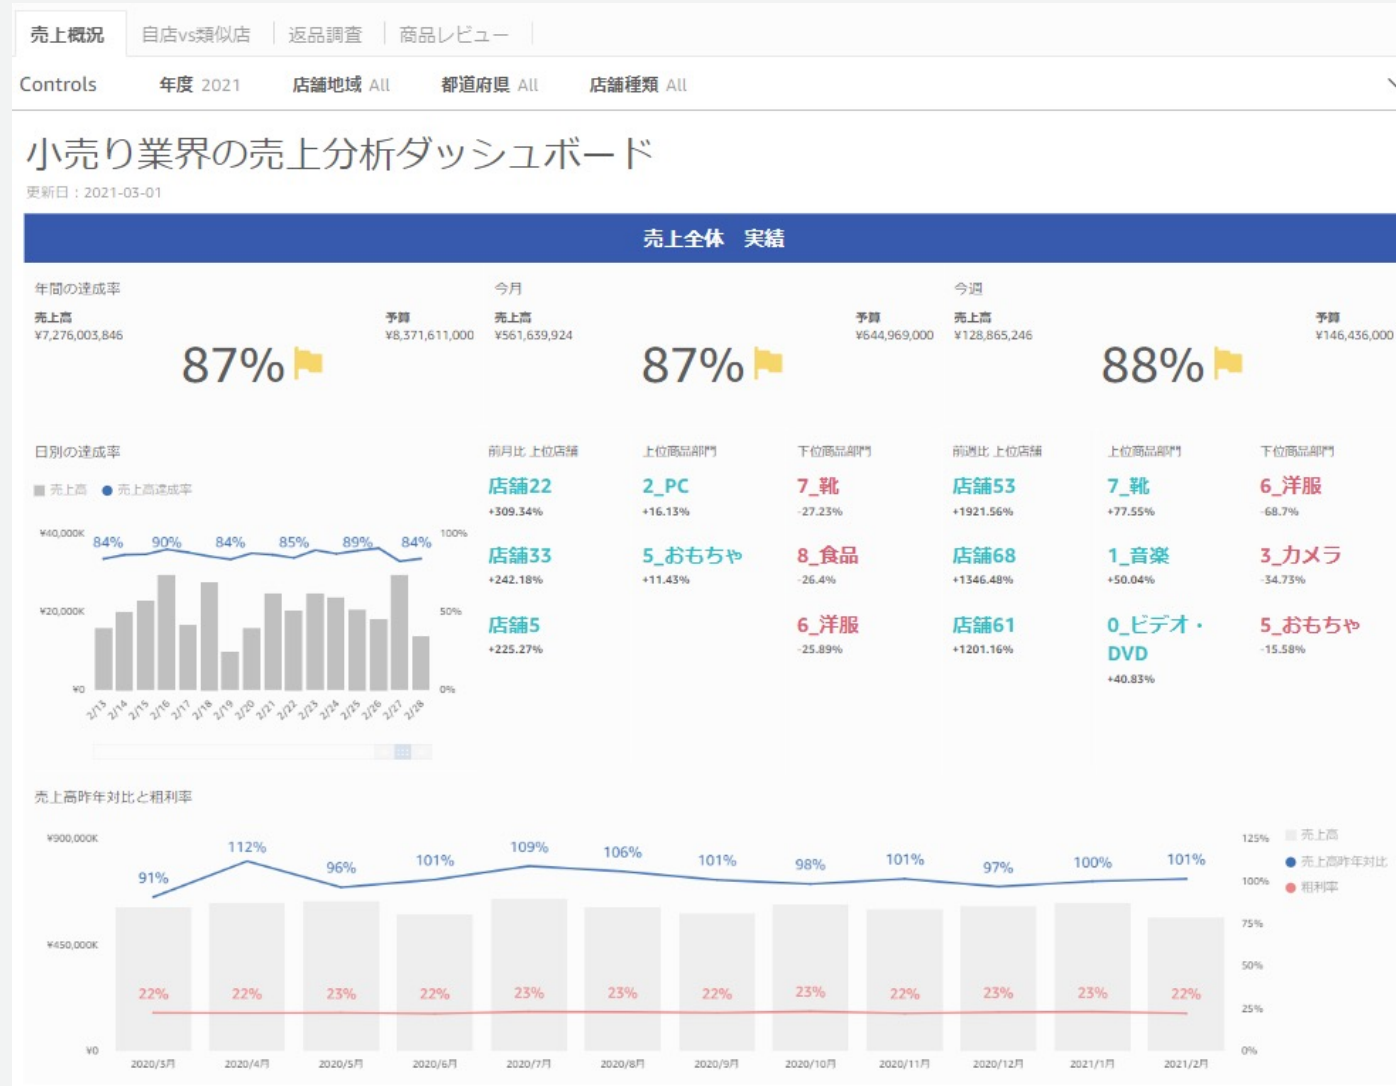 売上概況 自店vs類似店 返品調査 商品レビュー
Controls 年度 2021 店舗地域 All 都道府県 All 店舗種類 All
小売り業界の売上分析ダッシュボード
更新日：2021-03-01
売上全体　実績
年間の達成率
売上高 予算
¥7,276,003,846 ¥8,371,611,000
87%
今月
売上高 予算
¥561,639,924 ¥644,969,000
87%
今週
売上高 予算
¥128,865,246 ¥146,436,000
88%
日別の達成率
売上高 売上高達成率
¥40,000K 84% 90% 84% 85% 89% 84% 100%
¥20,000K 50%
¥0 0%
2/13 2/14 2/15 2/16 2/17 2/18 2/19 2/20 2/21 2/22 2/23 2/24 2/25 2/26 2/27 2/28
前月比 上位店舗
店舗22
+309.34%
店舗33
+242.18%
店舗5
+225.27%
上位商品部門
2_PC
+16.13%
5_おもちゃ
+11.43%
下位商品部門
7_靴
-27.23%
8_食品
-26.4%
6_洋服
-25.89%
前週比 上位店舗
店舗53
+1921.56%
店舗68
+1346.48%
店舗61
+1201.16%
上位商品部門
7_靴
+77.55%
1_音楽
+50.04%
0_ビデオ・
DVD
+40.83%
下位商品部門
6_洋服
-68.7%
3_カメラ
-34.73%
5_おもちゃ
-15.58%
売上高昨年対比と粗利率
¥900,000K
¥450,000K
¥0
91% 112% 96% 101% 109% 106% 101% 98% 101% 97% 100% 101%
22% 22% 23% 22% 23% 23% 22% 23% 22% 23% 23% 22%
2020/3月 2020/4月 2020/5月 2020/6月 2020/7月 2020/8月 2020/9月 2020/10月 2020/11月 2020/12月 2021/1月 2021/2月
125%
100%
75%
50%
25%
0%
売上高
売上高昨年対比
粗利率